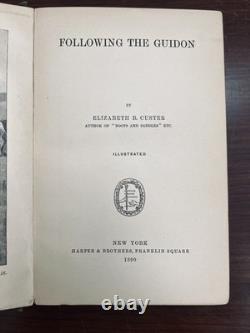 FOLLOWING THE GUIDON
BY
ELIZABETH B. CUSTER
AUTHOR OF "BOOTS AND SADDLES" ETC.
ILLUSTRATED
NEW YORK
HARPER & BROTHERS, FRANKLIN SQUARE
1890